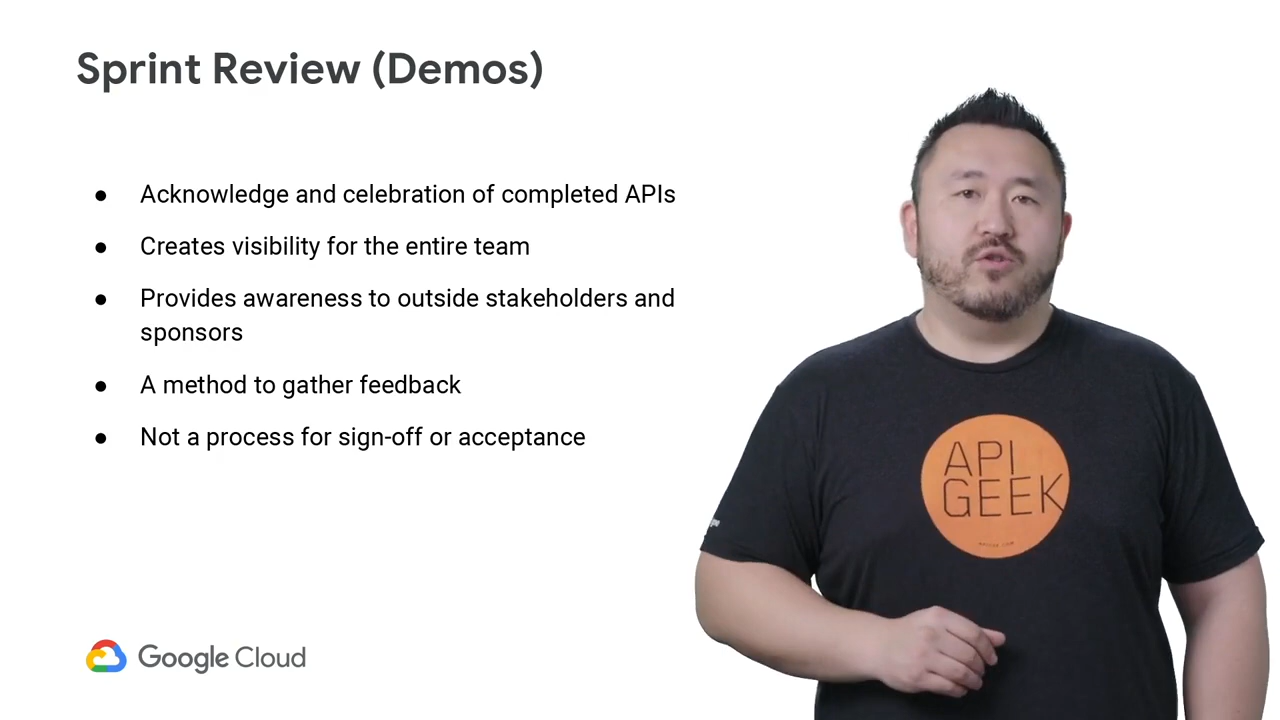 Sprint Review (Demos)
● Acknowledge and celebration of completed APIs
● Creates visibility for the entire team
● Provides awareness to outside stakeholders and
sponsors
● A method to gather feedback
● Not a process for sign-off or acceptance
API
GEEK
Google Cloud